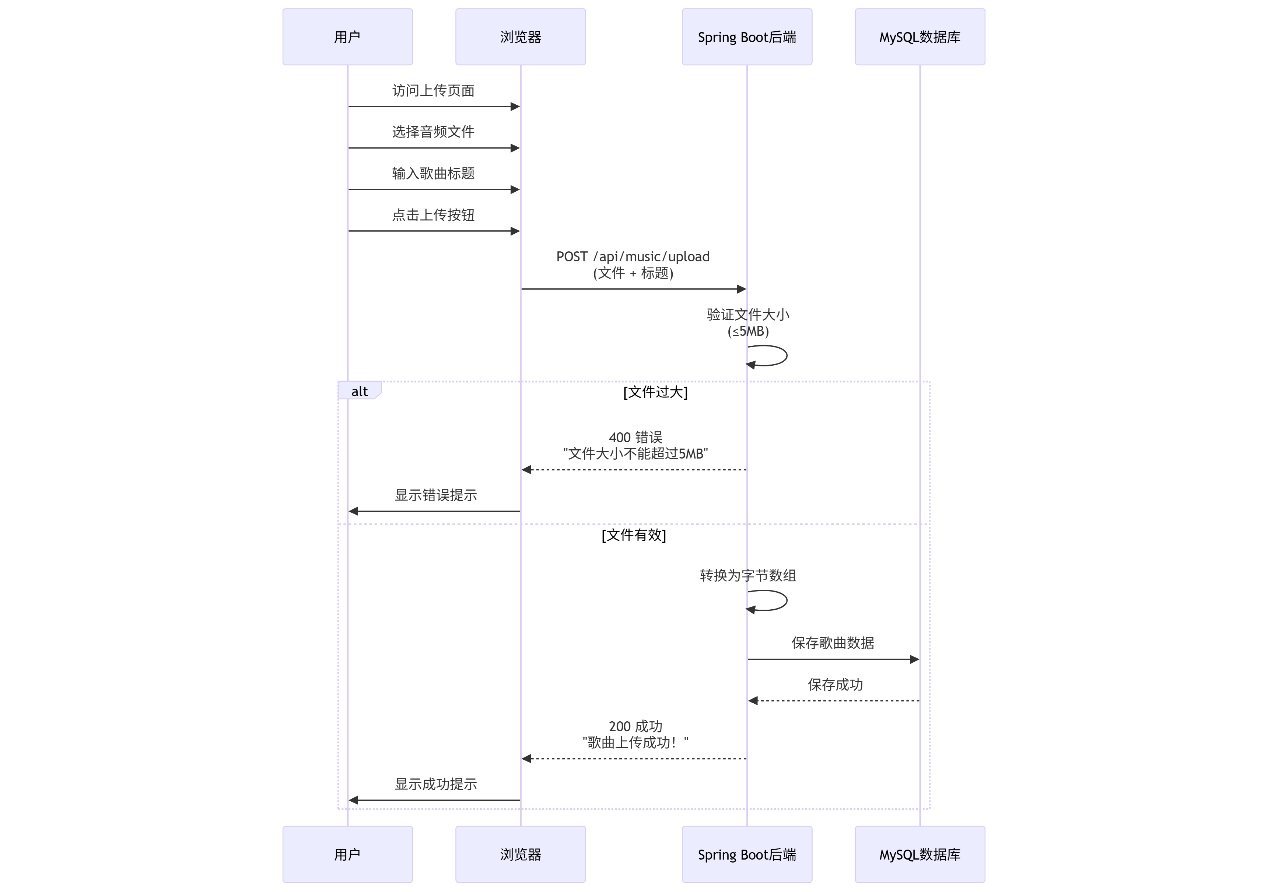 用户
浏览器
Spring Boot后端
MySQL数据库
访问上传页面
选择音频文件
输入歌曲标题
点击上传按钮
POST /api/music/upload
(文件 + 标题)
验证文件大小
(≤5MB)
alt
[文件过大]
400 错误
"文件大小不能超过5MB"
显示错误提示
[文件有效]
转换为字节数组
保存歌曲数据
保存成功
200 成功
"歌曲上传成功！"
显示成功提示
用户
浏览器
Spring Boot后端
MySQL数据库